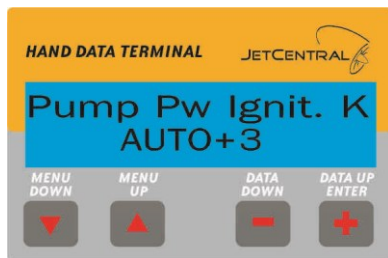 HAND DATA TERMINAL
JETCENTRAL
Pump Pw Ignit. K
AUTO+3
MENU DOWN
MENU UP
DATA DOWN
DATA UP ENTER